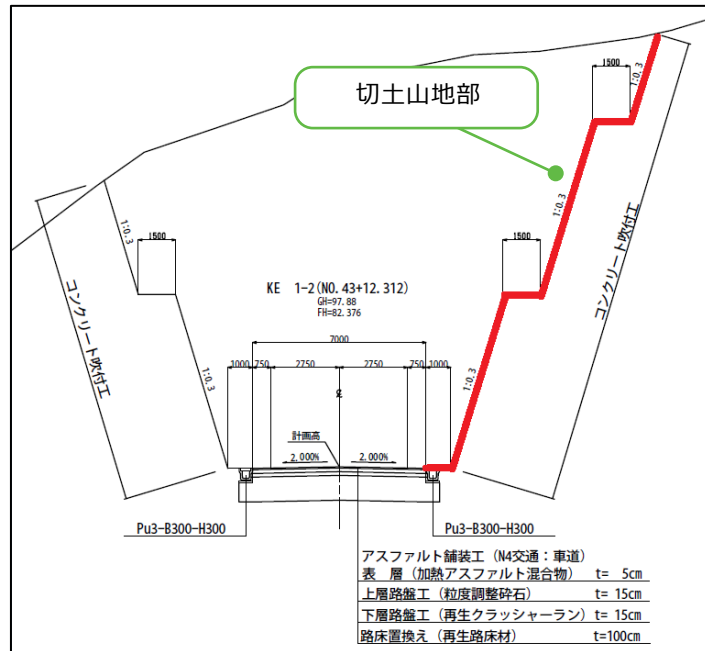 1500
1:0.3
切土山地部
1:0.3
1:0.3
1500
1500
コンクリート吹付工
コンクリート吹付工
KE 1-2(NO.43+12.312)
GH=97.88
FH=82.376
7000
1000 750 2750 2750 750 1000
1:0.3
1:0.3
計画高
2.000% 2.000%
Pu3-B300-H300 Pu3-B300-H300
アスファルト舗装工（N4交通：車道）
表 層（加熱アスファルト混合物） t= 5cm
上層路盤工（粒度調整砕石） t= 15cm
下層路盤工（再生クラッシャーラン）t= 15cm
路床置換え（再生路床材） t=100cm